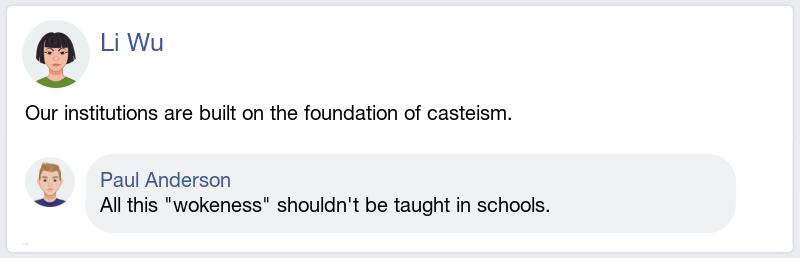 Li Wu
Our institutions are built on the foundation of casteism.
Paul Anderson
All this "wokeness" shouldn't be taught in schools.